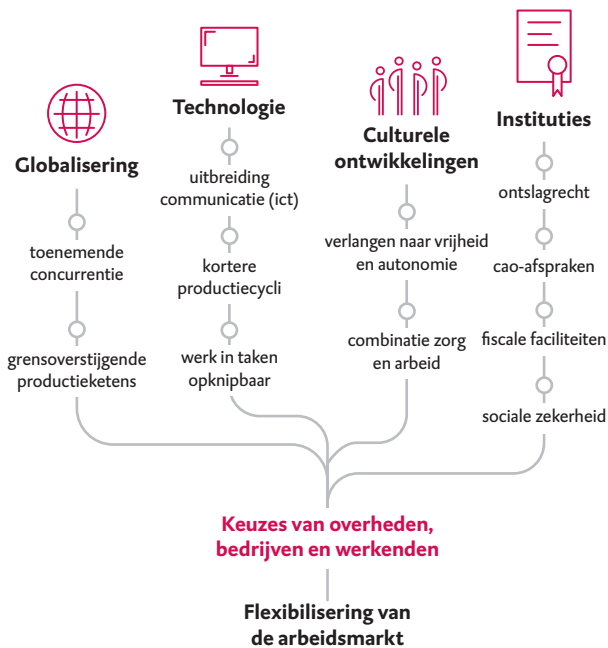 Globalisering
toenemende
concurrentie
grensoverstijgende
productieketens
Technologie
uitbreiding
communicatie (ict)
kortere
productiecycli
werk in taken
opknipbaar
Culturele
ontwikkelingen
verlangen naar vrijheid
en autonomie
combinatie zorg
en arbeid
Instituties
ontslagrecht
cao-afspraken
fiscale faciliteiten
sociale zekerheid
Keuzes van overheden,
bedrijven en werkenden
Flexibilisering van
de arbeidsmarkt